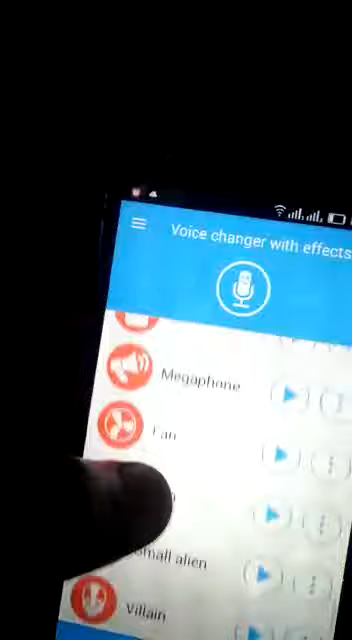 Voice changer with effects
Megaphone
Fan
Small alien
Villain